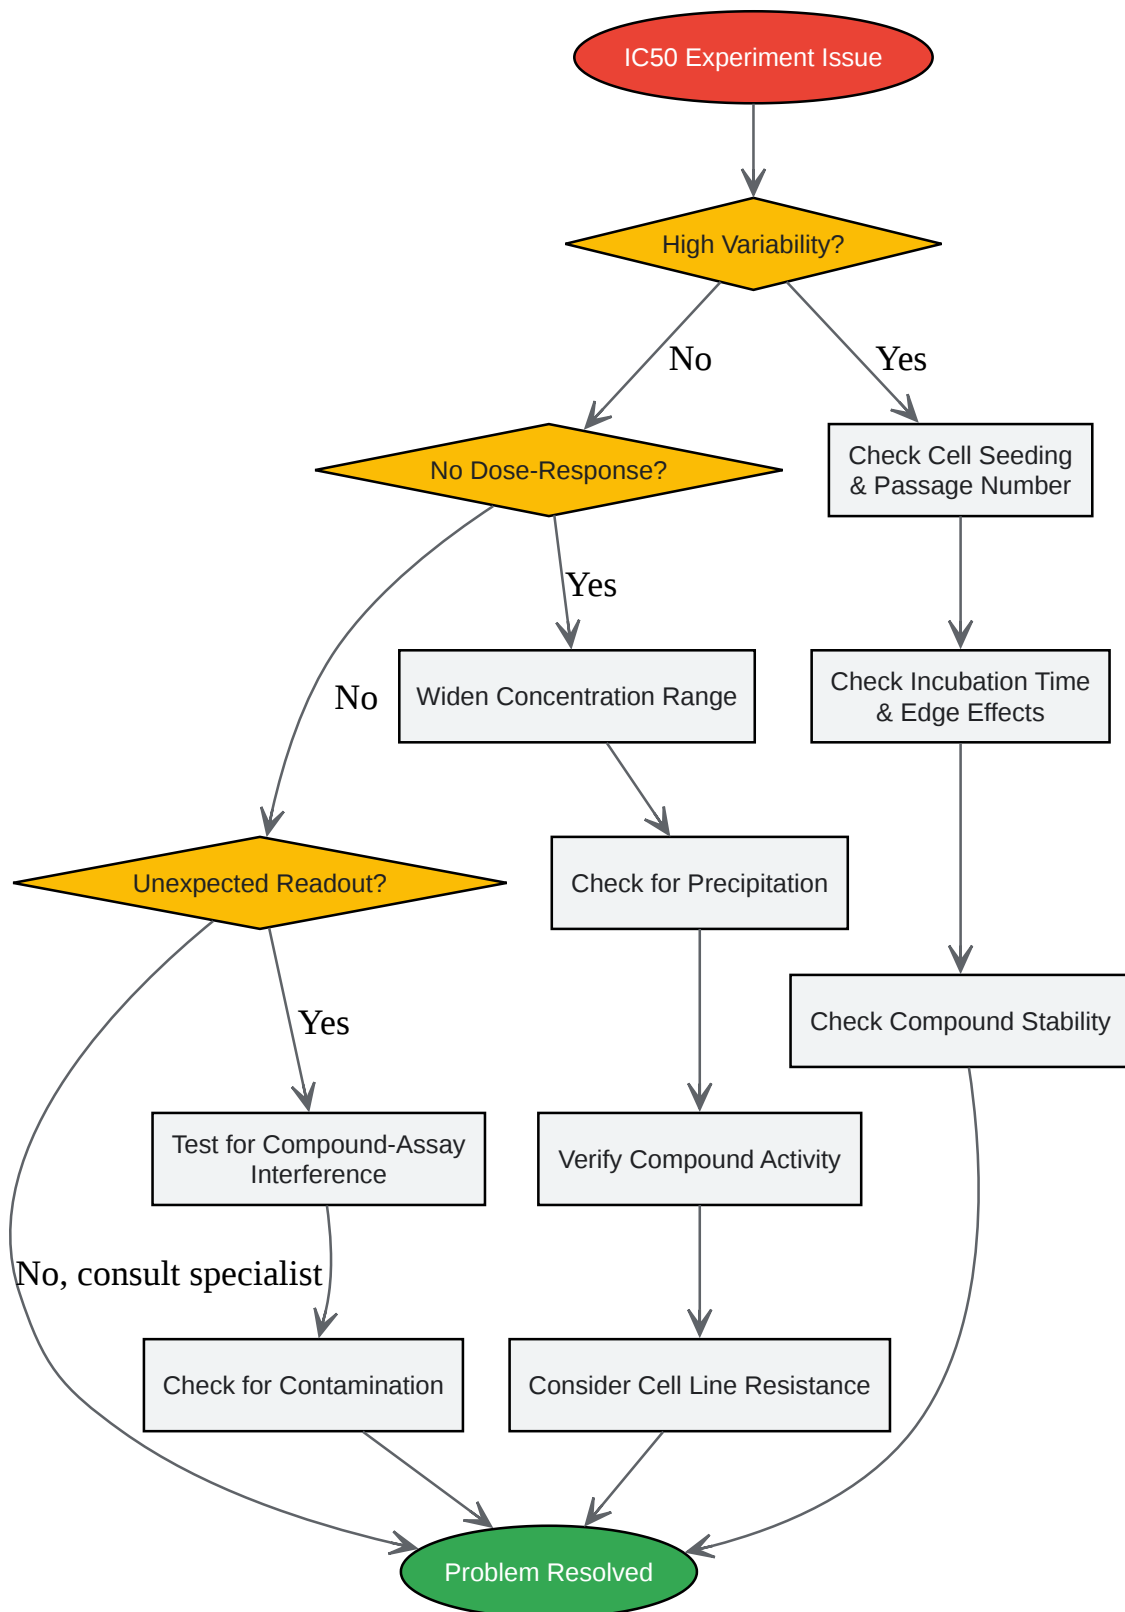 IC50 Experiment Issue
High Variability?
No
Yes
No Dose-Response?
Check Cell Seeding
& Passage Number
Yes
No
Widen Concentration Range
Check Incubation Time
& Edge Effects
Unexpected Readout?
Check for Precipitation
Yes
Check Compound Stability
Test for Compound-Assay
Interference
Verify Compound Activity
No, consult specialist
Check for Contamination
Consider Cell Line Resistance
Problem Resolved